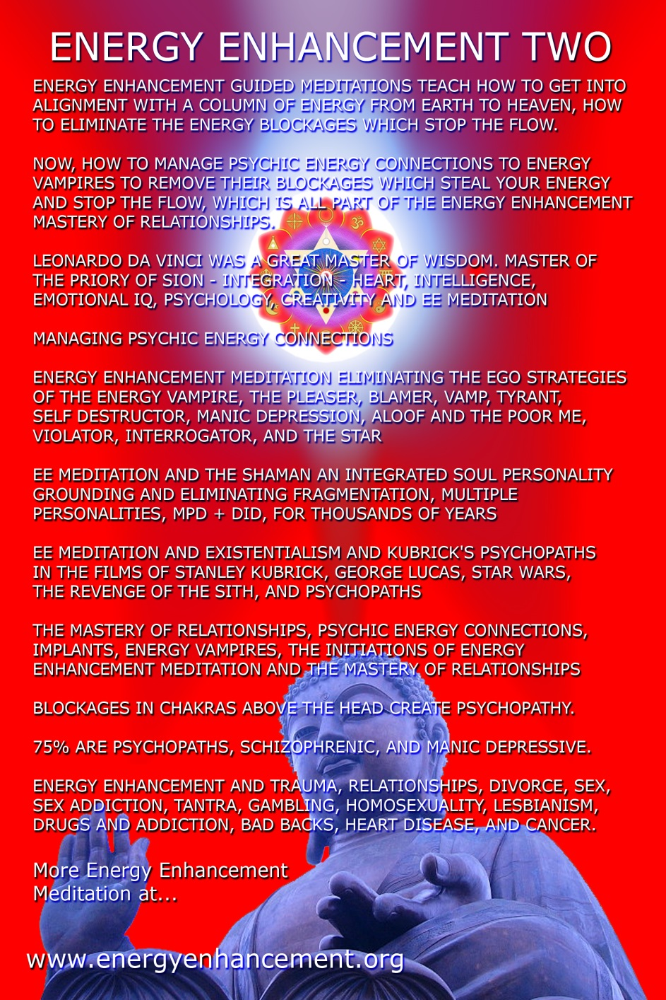 ENERGY ENHANCEMENT TWO
ENERGY ENHANCEMENT GUIDED MEDITATIONS TEACH HOW TO GET INTO
ALIGNMENT WITH A COLUMN OF ENERGY FROM EARTH TO HEAVEN, HOW
TO ELIMINATE THE ENERGY BLOCKAGES WHICH STOP THE FLOW.
NOW, HOW TO MANAGE PSYCHIC ENERGY CONNECTIONS TO ENERGY
VAMPIRES TO REMOVE THEIR BLOCKAGES WHICH STEAL YOUR ENERGY
AND STOP THE FLOW, WHICH IS ALL PART OF THE ENERGY ENHANCEMENT
MASTERY OF RELATIONSHIPS.
LEONARDO DA VINCI WAS A GREAT MASTER OF WISDOM. MASTER OF
THE PRIORY OF SION - INTEGRATION - HEART, INTELLIGENCE,
EMOTIONAL IQ, PSYCHOLOGY, CREATIVITY AND EE MEDITATION
MANAGING PSYCHIC ENERGY CONNECTIONS
ENERGY ENHANCEMENT MEDITATION ELIMINATING THE EGO STRATEGIES
OF THE ENERGY VAMPIRE, THE PLEASER, BLAMER, VAMP, TYRANT,
SELF DESTRUCTOR, MANIC DEPRESSION, ALOOF AND THE POOR ME,
VIOLATOR, INTERROGATOR, AND THE STAR
EE MEDITATION AND THE SHAMAN AN INTEGRATED SOUL PERSONALITY
GROUNDING AND ELIMINATING FRAGMENTATION, MULTIPLE
PERSONALITIES, MPD + DID, FOR THOUSANDS OF YEARS
EE MEDITATION AND EXISTENTIALISM AND KUBRICK'S PSYCHOPATHS
IN THE FILMS OF STANLEY KUBRICK, GEORGE LUCAS, STAR WARS,
THE REVENGE OF THE SITH, AND PSYCHOPATHS
THE MASTERY OF RELATIONSHIPS, PSYCHIC ENERGY CONNECTIONS,
IMPLANTS, ENERGY VAMPIRES, THE INITIATIONS OF ENERGY
ENHANCEMENT MEDITATION AND THE MASTERY OF RELATIONSHIPS
BLOCKAGES IN CHAKRAS ABOVE THE HEAD CREATE PSYCHOPATHY.
75% ARE PSYCHOPATHS, SCHIZOPHRENIC, AND MANIC DEPRESSIVE.
ENERGY ENHANCEMENT AND TRAUMA, RELATIONSHIPS, DIVORCE, SEX,
SEX ADDICTION, TANTRA, GAMBLING, HOMOSEXUALITY, LESBIANISM,
DRUGS AND ADDICTION, BAD BACKS, HEART DISEASE, AND CANCER.
More Energy Enhancement
Meditation at...
www.energyenhancement.org